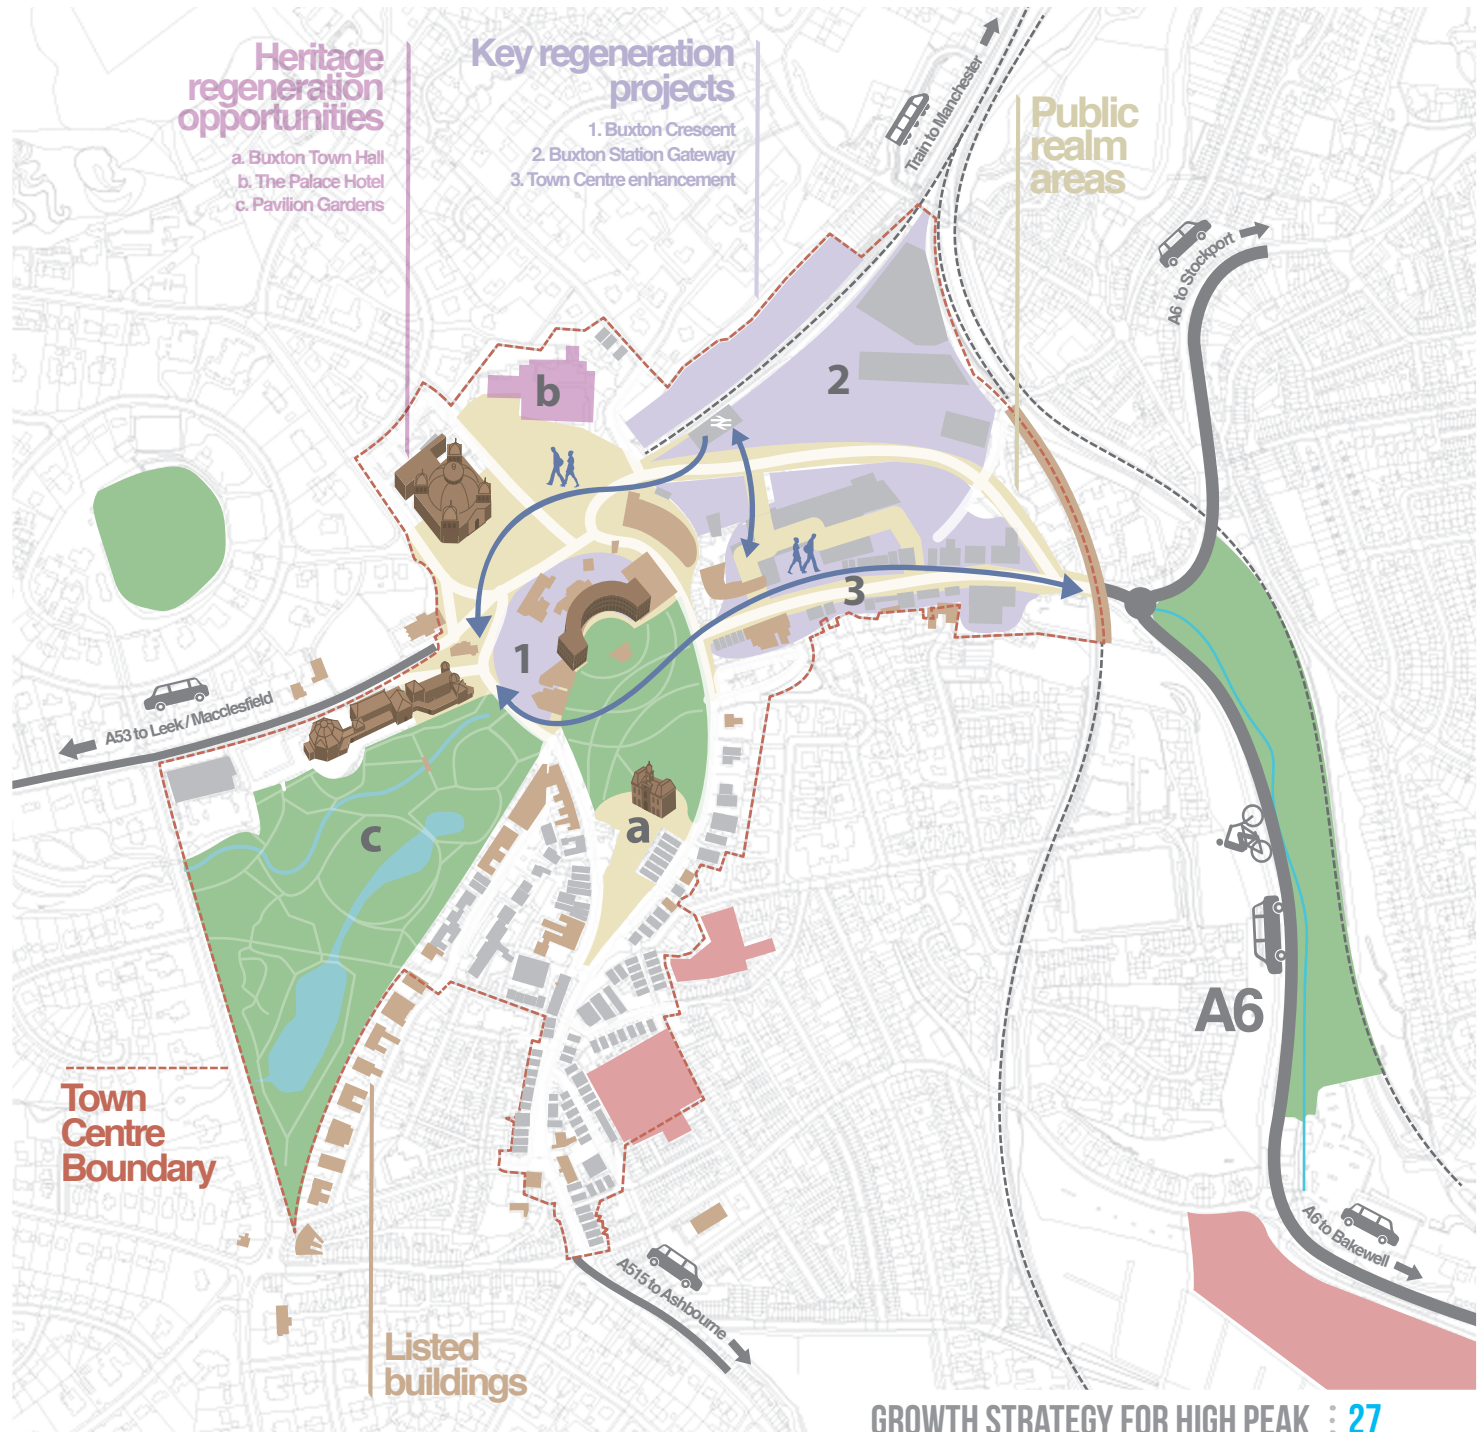 Heritage
regeneration
opportunities
a. Buxton Town Hall
b. The Palace Hotel
c. Pavilion Gardens
Key regeneration
projects
1. Buxton Crescent
2. Buxton Station Gateway
3. Town Centre enhancement
Public
realm
areas
Train to Manchester
A6 to Stockport
b
2
3
1
A53 to Leek / Macclesfield
a
c
A6
Town
Centre
Boundary
A6 to Bakewell
A515 to Ashbourne
Listed
buildings
GROWTH STRATEGY FOR HIGH PEAK 27